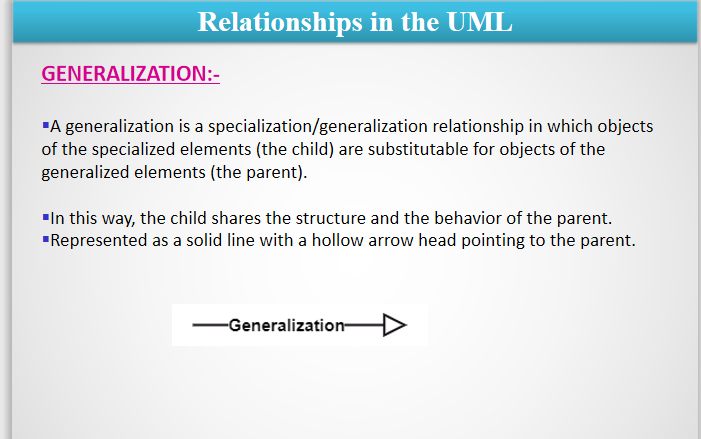 Relationships in the UML
GENERALIZATION:-
▪A generalization is a specialization/generalization relationship in which objects
of the specialized elements (the child) are substitutable for objects of the
generalized elements (the parent).
▪In this way, the child shares the structure and the behavior of the parent.
▪Represented as a solid line with a hollow arrow head pointing to the parent.
Generalization